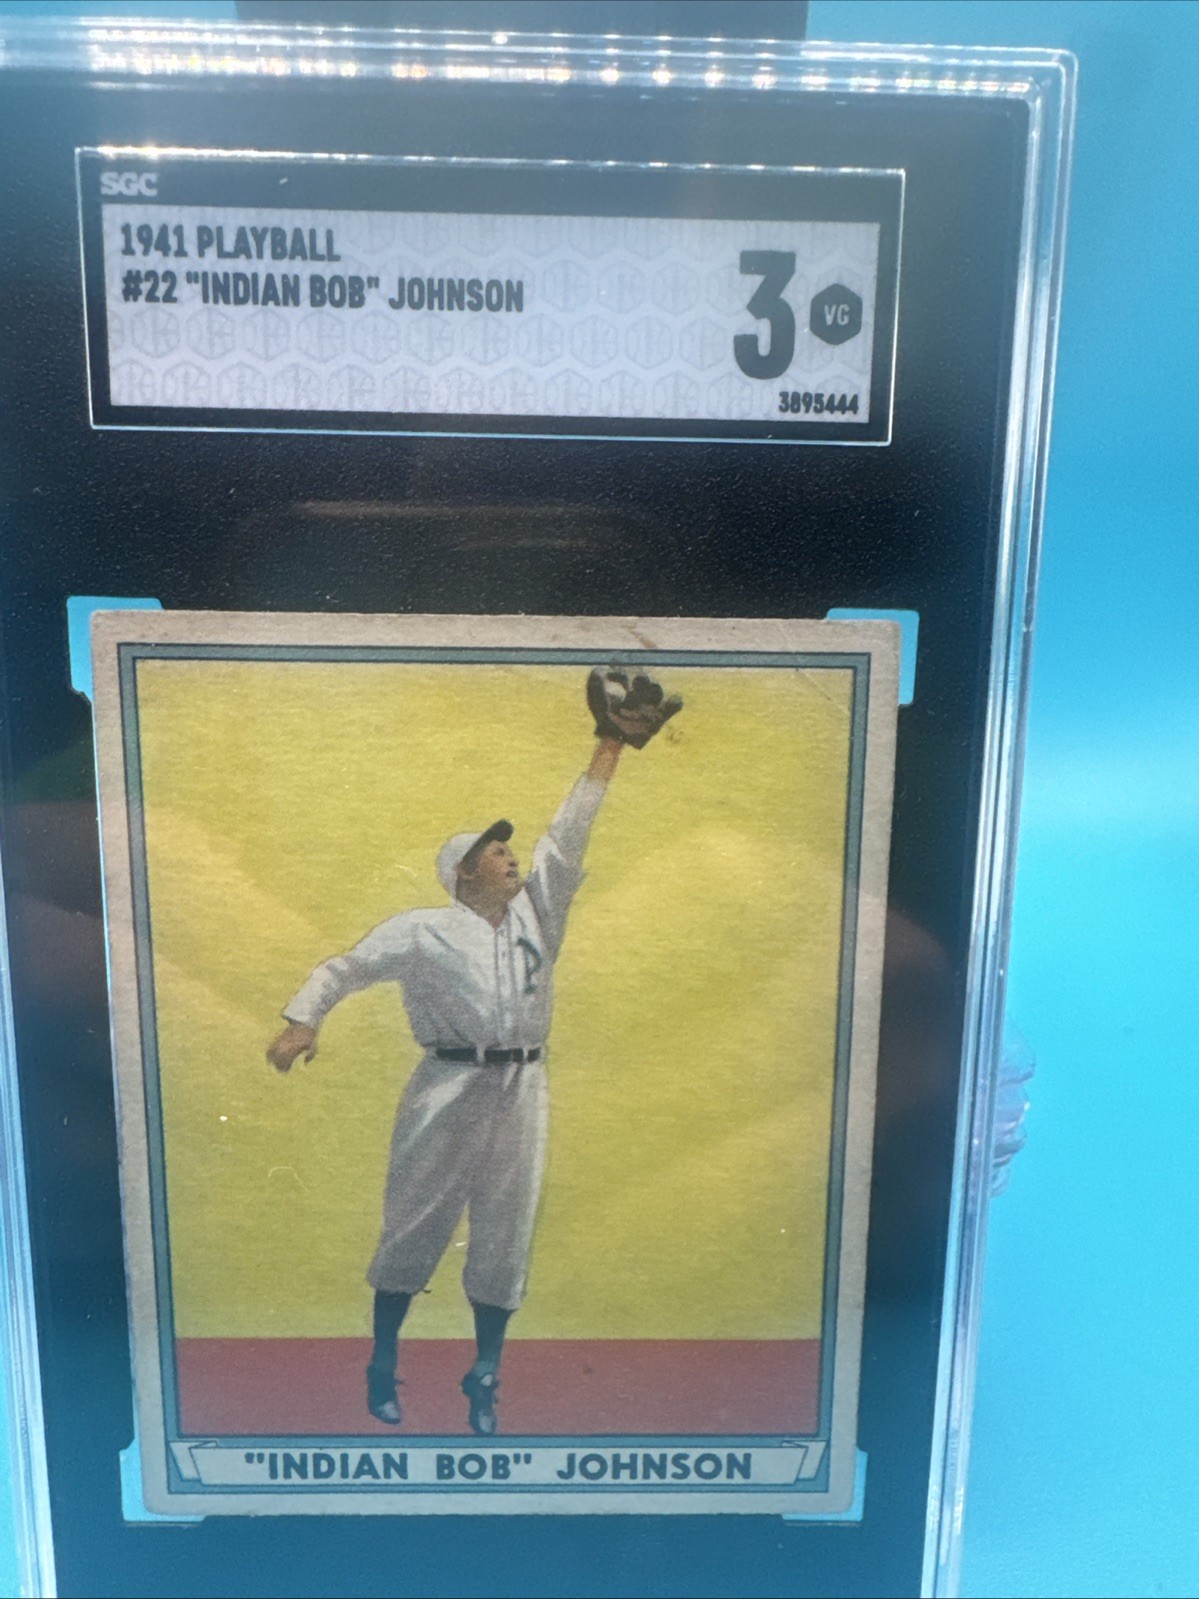 SGC
1941 PLAYBALL
#22 "INDIAN BOB" JOHNSON
3 VG
3895444
A
"INDIAN BOB" JOHNSON